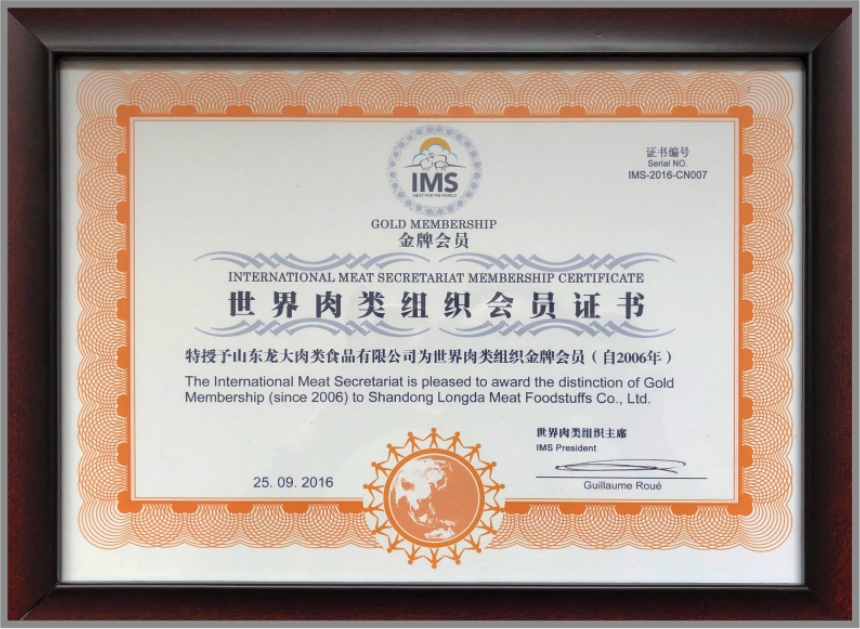 IMS
MEAT FOR THE WORLD
证书编号
Serial NO.
IMS-2016-CN007
GOLD MEMBERSHIP
金牌会员
INTERNATIONAL MEAT SECRETARIAT MEMBERSHIP CERTIFICATE
世界肉类组织会员证书
特授予山东龙大肉类食品有限公司为世界肉类组织金牌会员（自2006年）
The International Meat Secretariat is pleased to award the distinction of Gold
Membership (since 2006) to Shandong Longda Meat Foodstuffs Co., Ltd.
世界肉类组织主席
IMS President
25. 09. 2016
Guillaume Roué